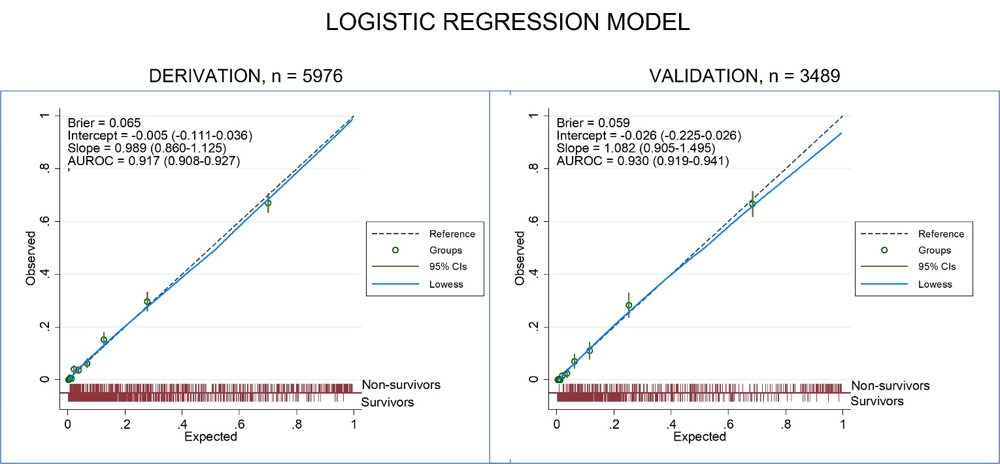 LOGISTIC REGRESSION MODEL
DERIVATION, n = 5976
Brier = 0.065
Intercept = -0.005 (-0.111-0.036)
Slope = 0.989 (0.860-1.125)
AUROC = 0.917 (0.908-0.927)
1
.8
.6
.4
.2
0
Observed
Reference
Groups
95% CIs
Lowess
Non-survivors
Survivors
0 .2 .4 .6 .8 1
Expected
VALIDATION, n = 3489
Brier = 0.059
Intercept = -0.026 (-0.225-0.026)
Slope = 1.082 (0.905-1.495)
AUROC = 0.930 (0.919-0.941)
1
.8
.6
.4
.2
0
Observed
Reference
Groups
95% CIs
Lowess
Non-survivors
Survivors
0 .2 .4 .6 .8 1
Expected